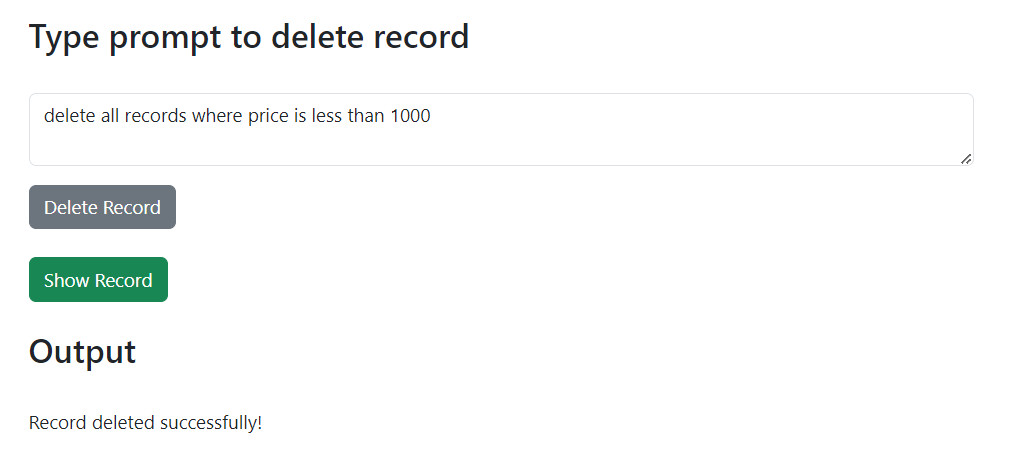 Type prompt to delete record
delete all records where price is less than 1000
Delete Record
Show Record
Output
Record deleted successfully!